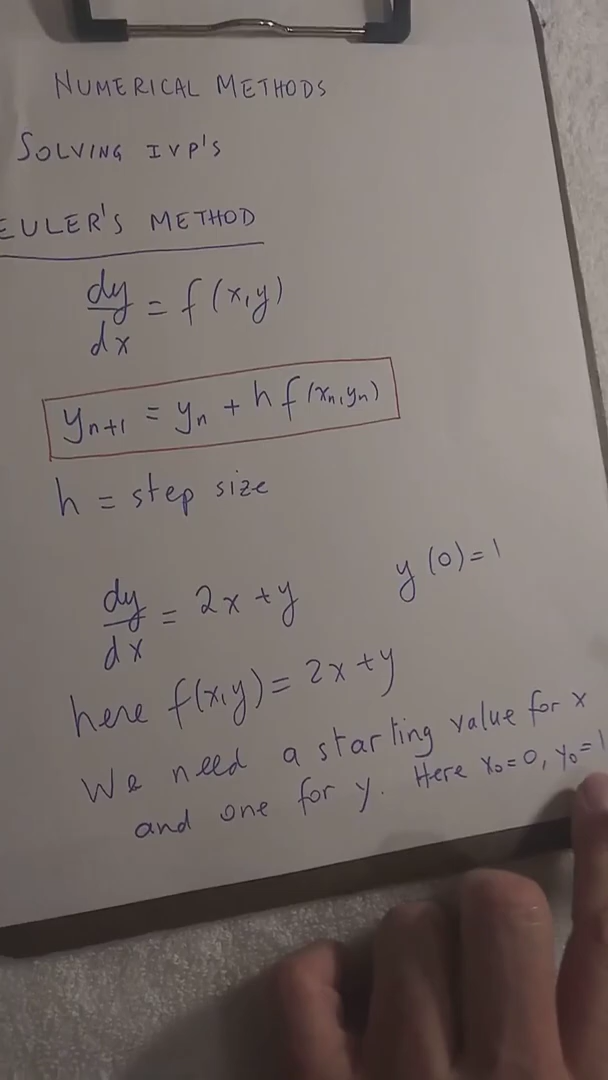 NUMERICAL METHODS
SOLVING IVP'S
EULER'S METHOD
dy/dx = f(x,y)
yₙ₊₁ = yₙ + h f(xₙ,yₙ)
h = step size
dy/dx = 2x + y y(0)=1
here f(x,y) = 2x+y
We need a starting value for x
and one for y. Here x₀=0, y₀=1